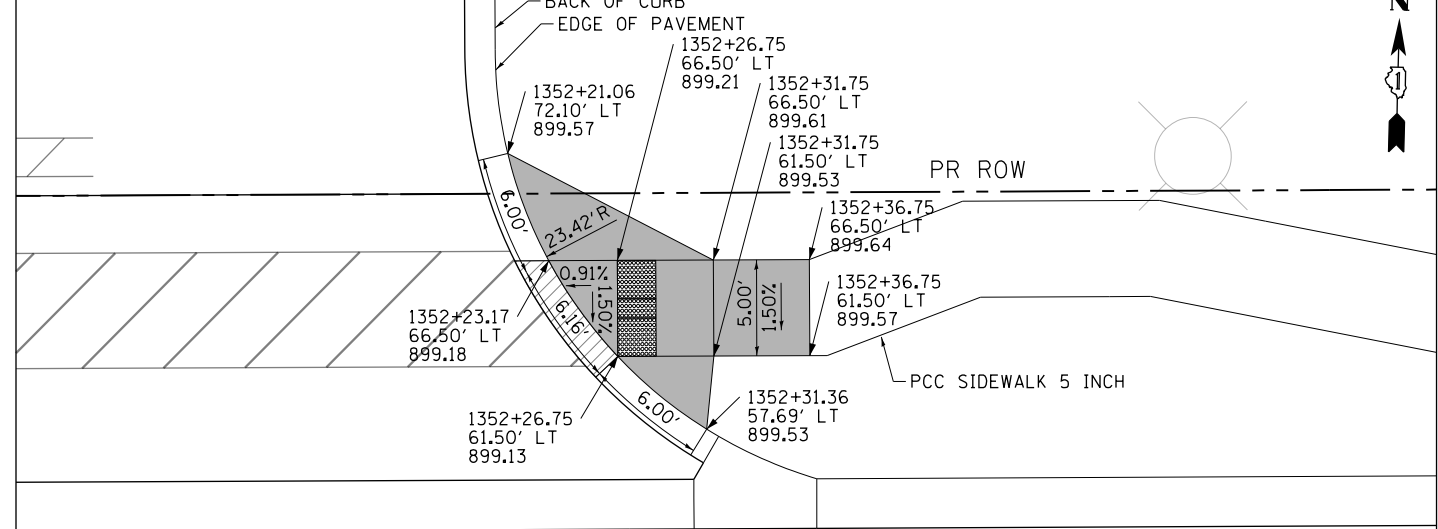 BACK OF CURB
EDGE OF PAVEMENT
N
1352+26.75
66.50' LT
899.21
1352+21.06
72.10' LT
899.57
1352+31.75
66.50' LT
899.61
1352+31.75
61.50' LT
899.53
PR ROW
1352+36.75
66.50' LT
899.64
6.00'
23.42'R
0.91%
1.50%
6.16'
5.00'
1.50%
1352+36.75
61.50' LT
899.57
1352+23.17
66.50' LT
899.18
PCC SIDEWALK 5 INCH
6.00'
1352+31.36
57.69' LT
899.53
1352+26.75
61.50' LT
899.13